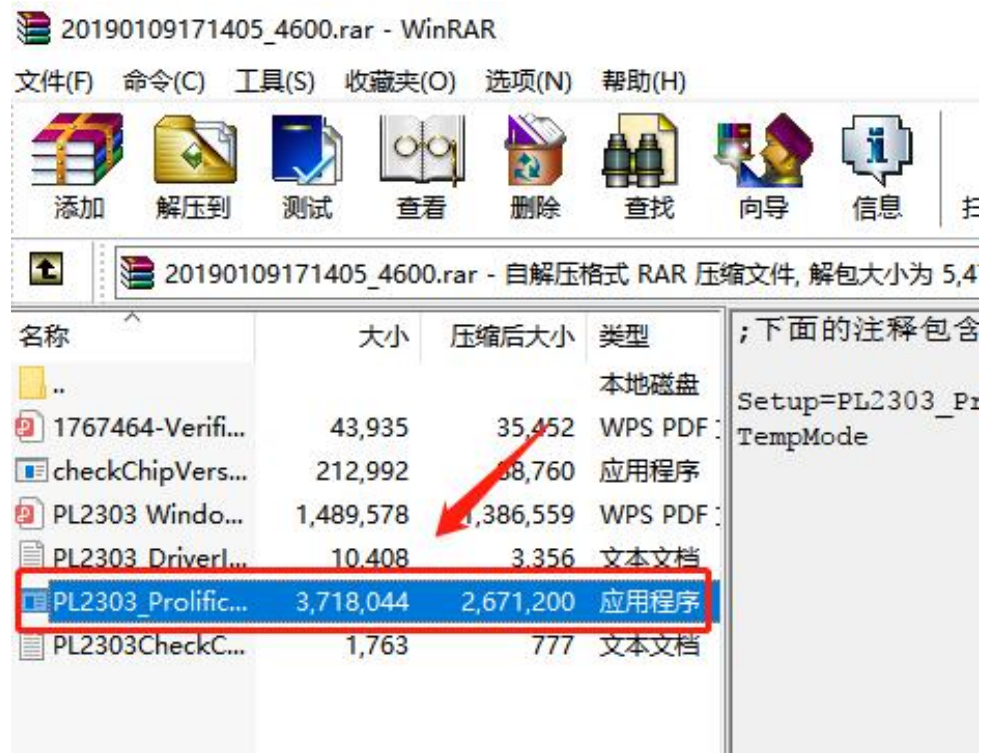 20190109171405_4600.rar - WinRAR
文件(F) 命令(C) 工具(S) 收藏夹(O) 选项(N) 帮助(H)
添加 解压到 测试 查看 删除 查找 向导 信息
20190109171405_4600.rar - 自解压格式 RAR 压缩文件, 解包大小为 5,4
名称 大小 压缩后大小 类型
.. 本地磁盘
1767464-Verifi... 43,935 35,452 WPS PDF
checkChipVers... 212,992 88,760 应用程序
PL2303 Windo... 1,489,578 1,386,559 WPS PDF
PL2303_DriverI... 10,408 3,356 文本文档
PL2303_Prolific... 3,718,044 2,671,200 应用程序
PL2303CheckC... 1,763 777 文本文档
;下面的注释包含
Setup=PL2303_Pr
TempMode